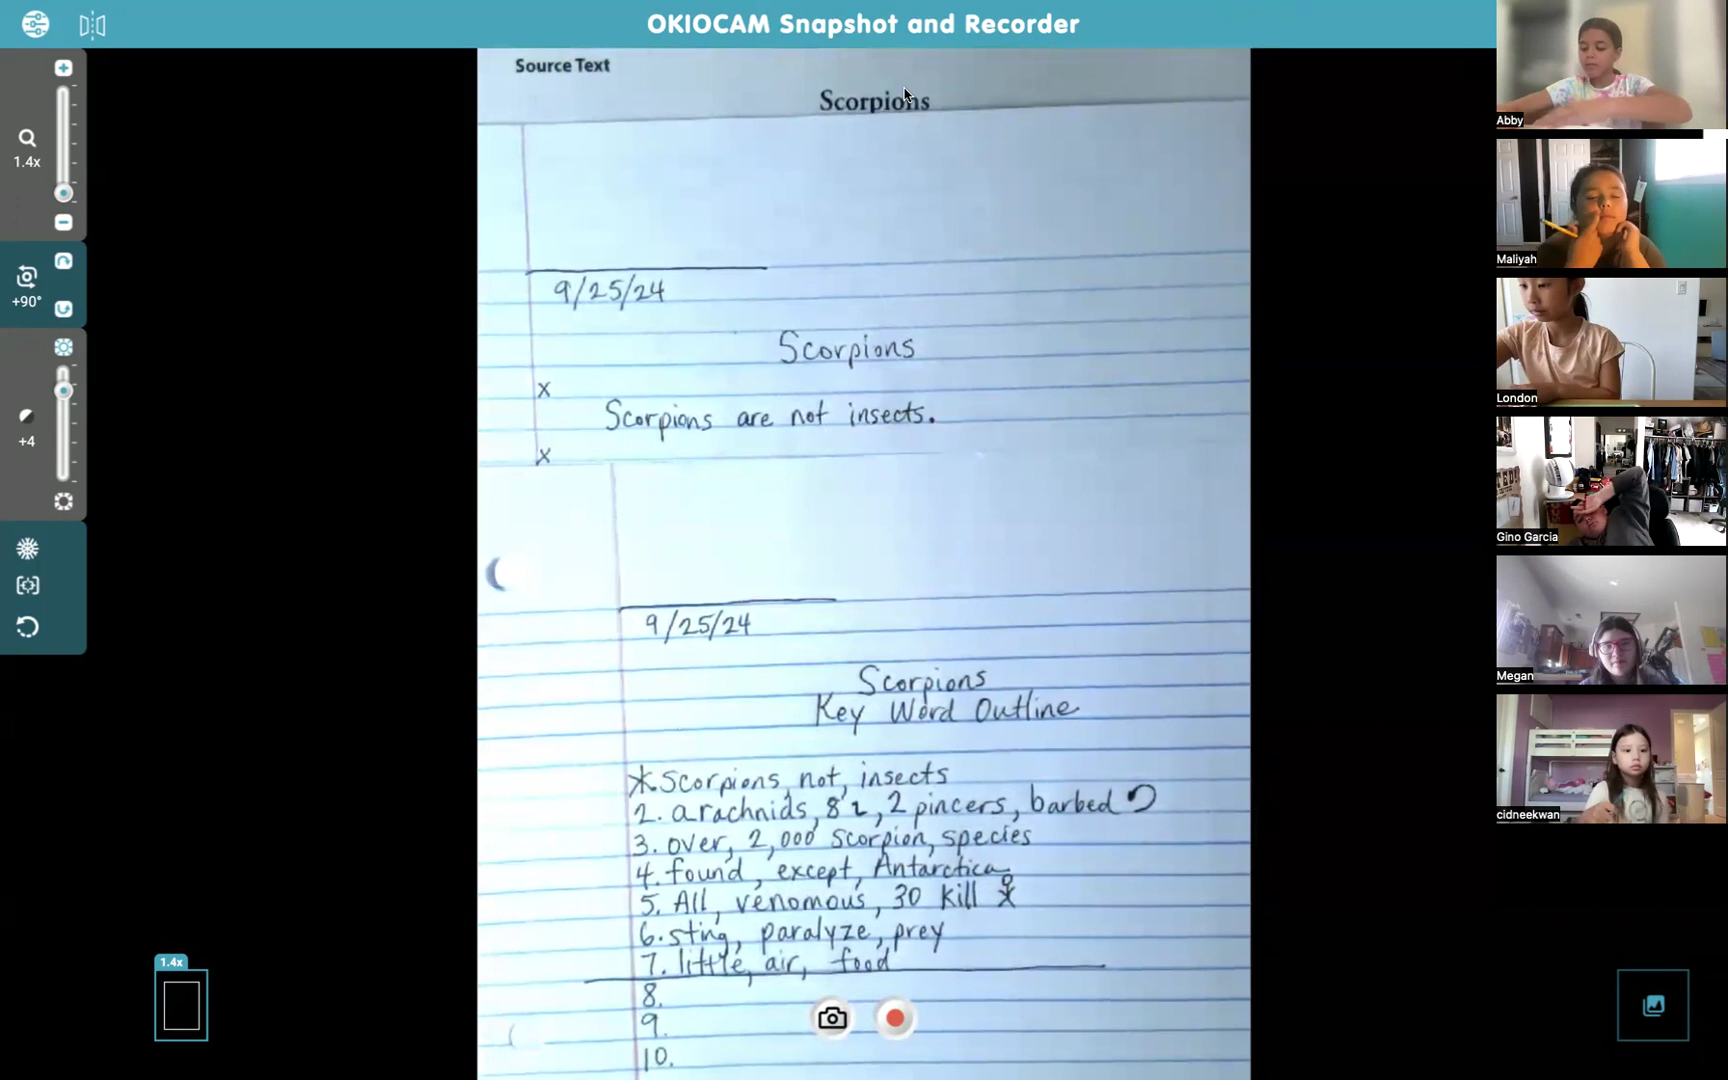 OKIOCAM Snapshot and Recorder
1.4x
+90°
+4
1.4x
Source Text
Scorpions
9/25/24
Scorpions
x
Scorpions are not insects.
x
9/25/24
Scorpions
Key Word Outline
*scorpions, not, insects
2. arachnids, 8, 2 pincers, barbed
3. over, 2,000 scorpion, species
4. found, except, Antarctica
5. All, venomous, 30 kill
6. sting, paralyze, prey
7. little, air, food
8.
9.
10.
Abby
Maliyah
London
Gino Garcia
Megan
cidneekwan